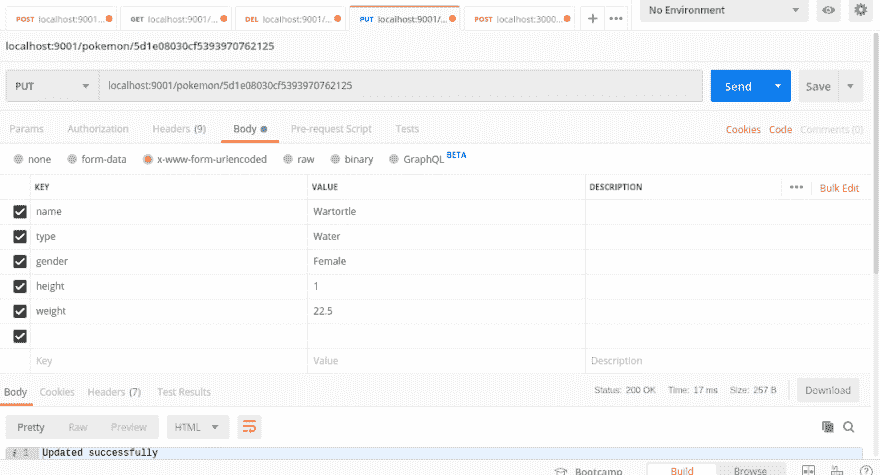 No Environment
POST localhost:9001... GET localhost:9001/... DEL localhost:9001/... PUT localhost:9001/... POST localhost:3000... + •••
localhost:9001/pokemon/5d1e08030cf5393970762125
PUT localhost:9001/pokemon/5d1e08030cf5393970762125 Send Save
Params Authorization Headers (9) Body Pre-request Script Tests Cookies Code Comments (0)
none form-data x-www-form-urlencoded raw binary GraphQL BETA
KEY VALUE DESCRIPTION ••• Bulk Edit
name Wartortle
type Water
gender Female
height 1
weight 22.5
Key Value Description
Body Cookies Headers (7) Test Results Status: 200 OK Time: 17 ms Size: 257 B Download
Pretty Raw Preview HTML
i 1 Updated successfully
Bootcamp Build Browse